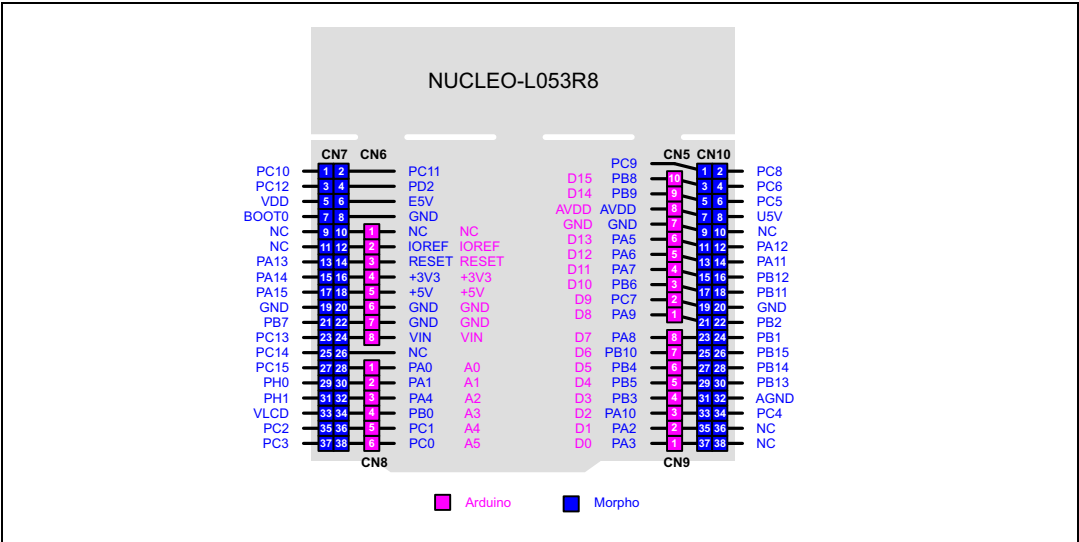 NUCLEO-L053R8
CN7 CN6 CN5 CN10
PC9
PC10 1 2 PC11 1 2 PC8
PC12 3 4 PD2 D15 PB8 10 3 4 PC6
VDD 5 6 E5V D14 PB9 9 5 6 PC5
BOOT0 7 8 GND AVDD AVDD 8 7 8 U5V
NC 9 10 1 NC NC GND GND 7 9 10 NC
NC 11 12 2 IOREF IOREF D13 PA5 6 11 12 PA12
PA13 13 14 3 RESET RESET D12 PA6 5 13 14 PA11
PA14 15 16 4 +3V3 +3V3 D11 PA7 4 15 16 PB12
PA15 17 18 5 +5V +5V D10 PB6 3 17 18 PB11
GND 19 20 6 GND GND D9 PC7 2 19 20 GND
PB7 21 22 7 GND GND D8 PA9 1 21 22 PB2
PC13 23 24 8 VIN VIN D7 PA8 8 23 24 PB1
PC14 25 26 NC D6 PB10 7 25 26 PB15
PC15 27 28 1 PA0 A0 D5 PB4 6 27 28 PB14
PH0 29 30 2 PA1 A1 D4 PB5 5 29 30 PB13
PH1 31 32 3 PA4 A2 D3 PB3 4 31 32 AGND
VLCD 33 34 4 PB0 A3 D2 PA10 3 33 34 PC4
PC2 35 36 5 PC1 A4 D1 PA2 2 35 36 NC
PC3 37 38 6 PC0 A5 D0 PA3 1 37 38 NC
CN8 CN9
Arduino Morpho